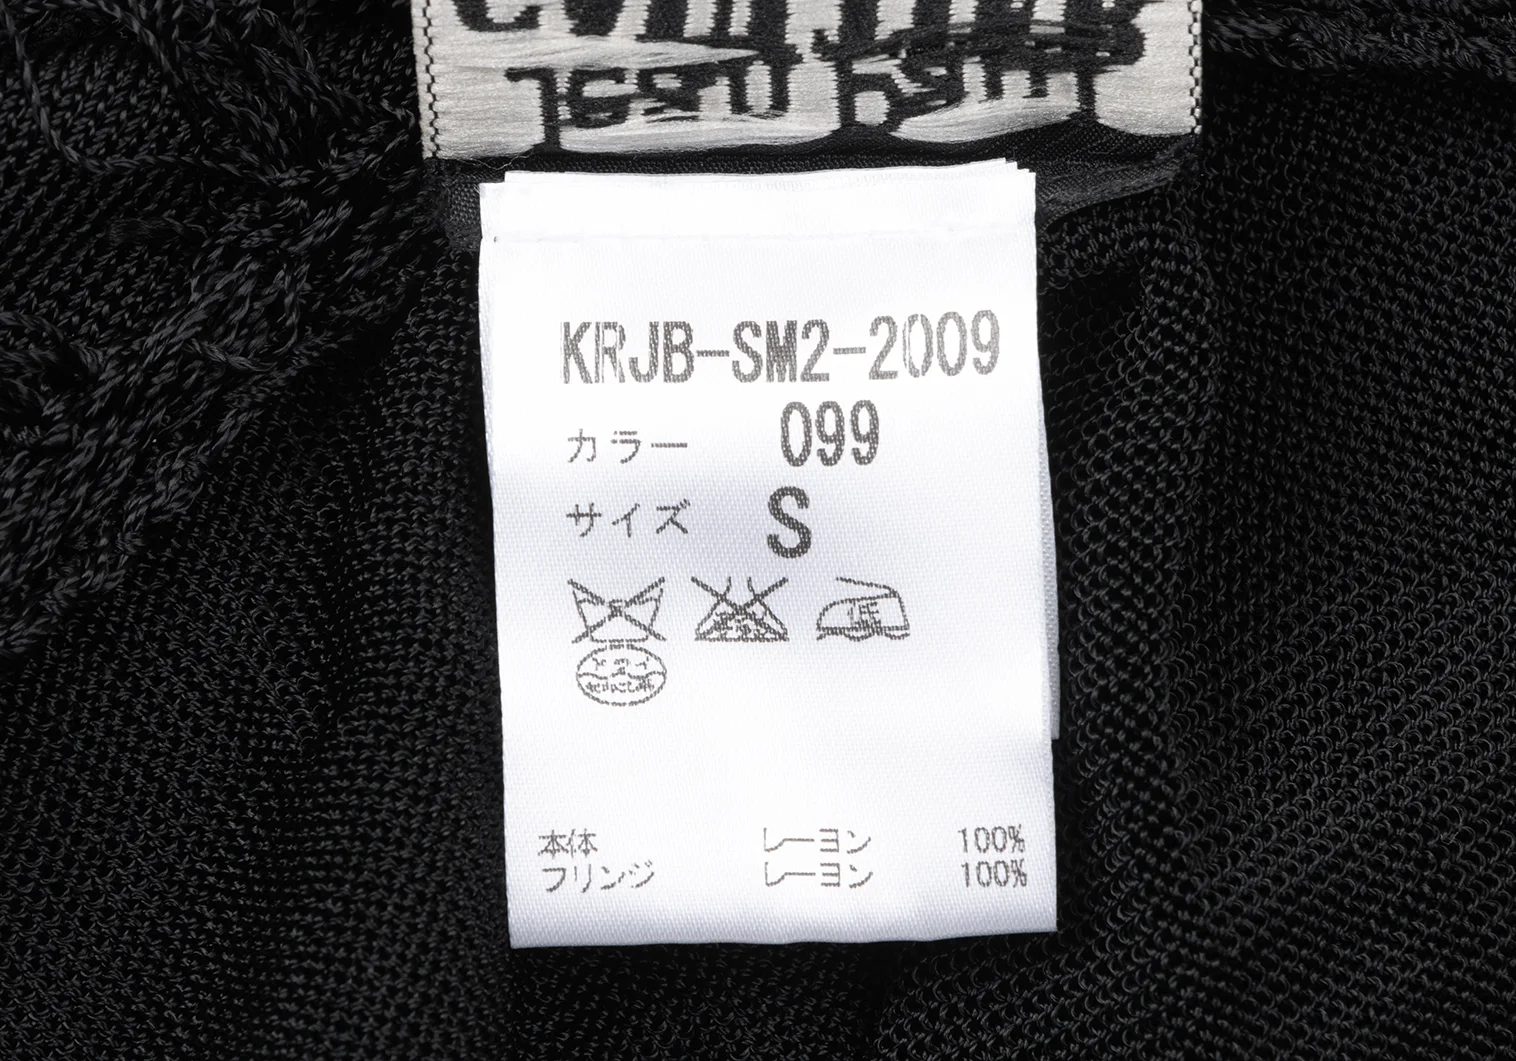 KRJB-SM2-2009
カラー 099
サイズ S
本体 レーヨン 100%
フリンジ レーヨン 100%